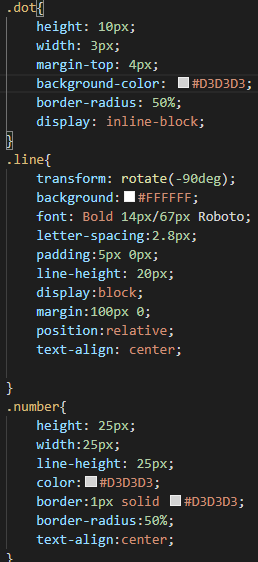 .dot{
    height: 10px;
    width: 3px;
    margin-top: 4px;
    background-color: #D3D3D3;
    border-radius: 50%;
    display: inline-block;
}
.line{
    transform: rotate(-90deg);
    background:#FFFFFF;
    font: Bold 14px/67px Roboto;
    letter-spacing:2.8px;
    padding:5px 0px;
    line-height: 20px;
    display:block;
    margin:100px 0;
    position:relative;
    text-align: center;

}
.number{
    height: 25px;
    width:25px;
    line-height: 25px;
    color:#D3D3D3;
    border:1px solid #D3D3D3;
    border-radius:50%;
    text-align:center;
}